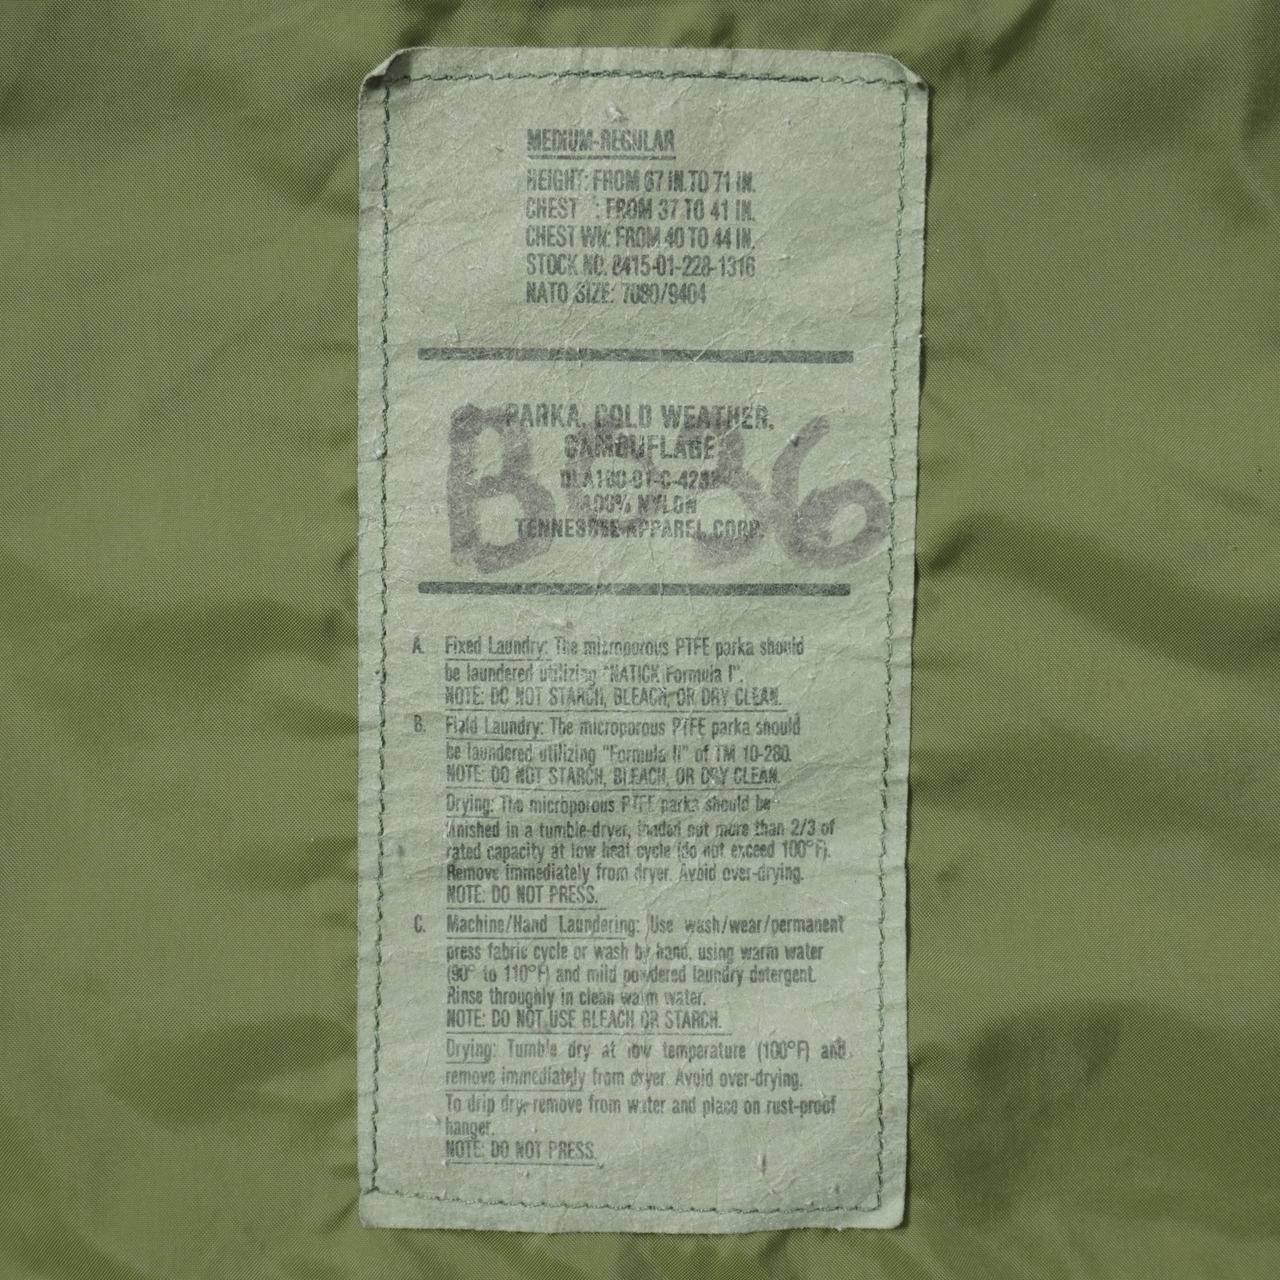 MEDIUM-REGULAR
HEIGHT: FROM 67 IN. TO 71 IN.
CHEST : FROM 37 TO 41 IN.
CHEST WN: FROM 40 TO 44 IN.
STOCK NO. 8415-01-228-1316
NATO SIZE: 7080/9404
PARKA, COLD WEATHER,
CAMOUFLAGE
100% NYLON
TENNESSEE APPAREL CORP.
A. Fixed Laundry: The microporous PTFE parka should
be laundered utilizing "NATICK Formula I".
NOTE: DO NOT STARCH, BLEACH, OR DRY CLEAN.
B. Field Laundry: The microporous PTFE parka should
be laundered utilizing "Formula II" of TM 10-280.
NOTE: DO NOT STARCH, BLEACH, OR DRY CLEAN.
Drying: The microporous PTFE parka should be
finished in a tumble-dryer, loaded not more than 2/3 of
rated capacity at low heat cycle (do not exceed 100°F).
Remove immediately from dryer. Avoid over-drying.
NOTE: DO NOT PRESS.
C. Machine/Hand Laundering: Use wash/wear/permanent
press fabric cycle or wash by hand, using warm water
(90° to 110°F) and mild powdered laundry detergent.
Rinse throughly in clean warm water.
NOTE: DO NOT USE BLEACH OR STARCH.
Drying: Tumble dry at low temperature (100°F) and
remove immediately from dryer. Avoid over-drying.
To drip dry-remove from water and place on rust-proof
hanger.
NOTE: DO NOT PRESS.